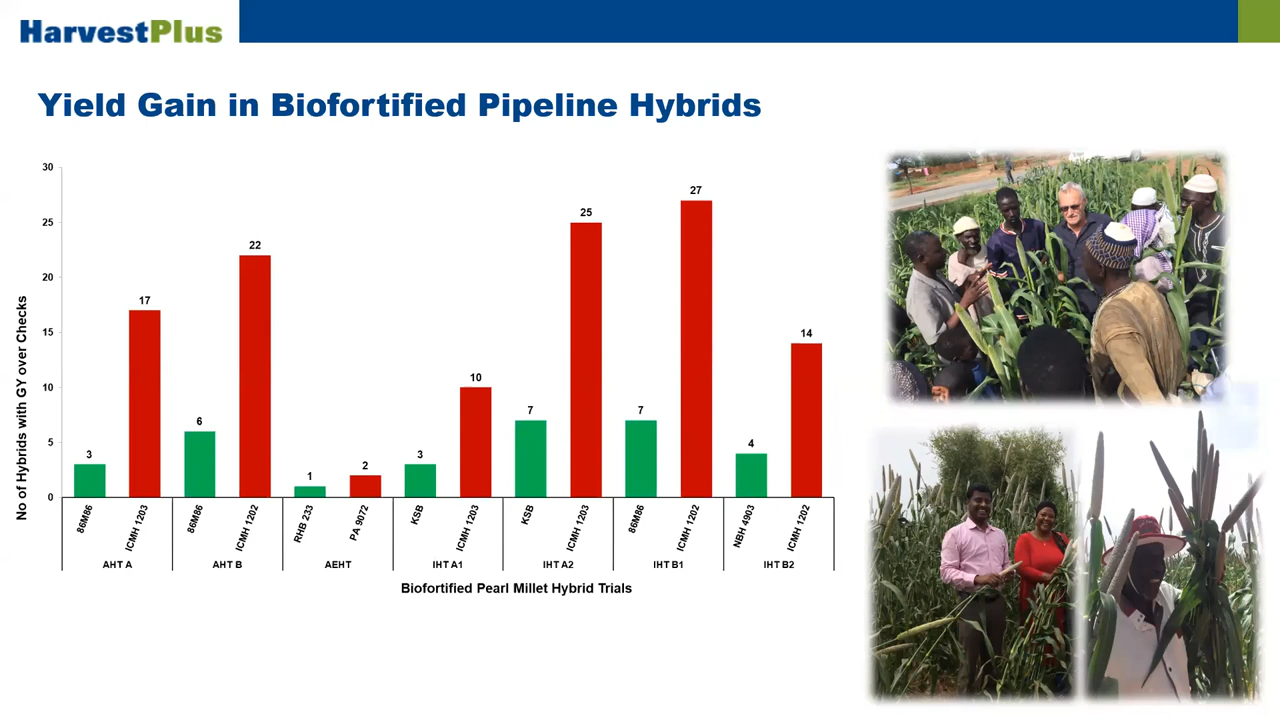 HarvestPlus
Yield Gain in Biofortified Pipeline Hybrids
No of Hybrids with GY over Checks
30
25
20
15
10
5
0
3
17
6
22
1
2
3
10
7
25
7
27
4
14
86M86
ICMH 1203
86M86
ICMH 1202
RHB 233
PA 9072
KSB
ICMH 1203
KSB
ICMH 1203
86M86
ICMH 1202
NBH 4903
ICMH 1202
AHT A
AHT B
AEHT
IHT A1
IHT A2
IHT B1
IHT B2
Biofortified Pearl Millet Hybrid Trials